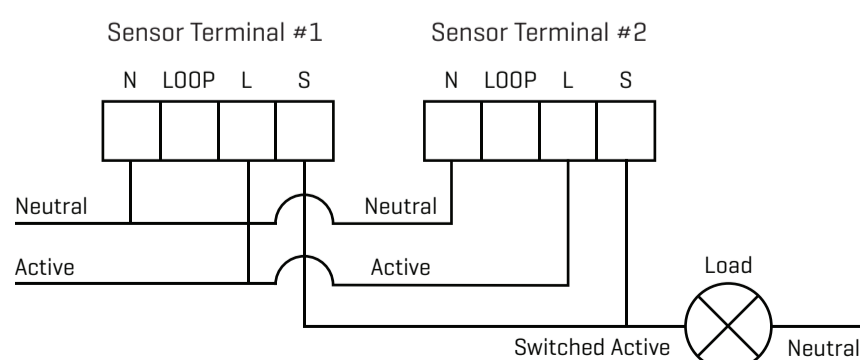 Sensor Terminal #1 Sensor Terminal #2
N LOOP L S N LOOP L S
Neutral Neutral
Active Active
Load
Switched Active Neutral